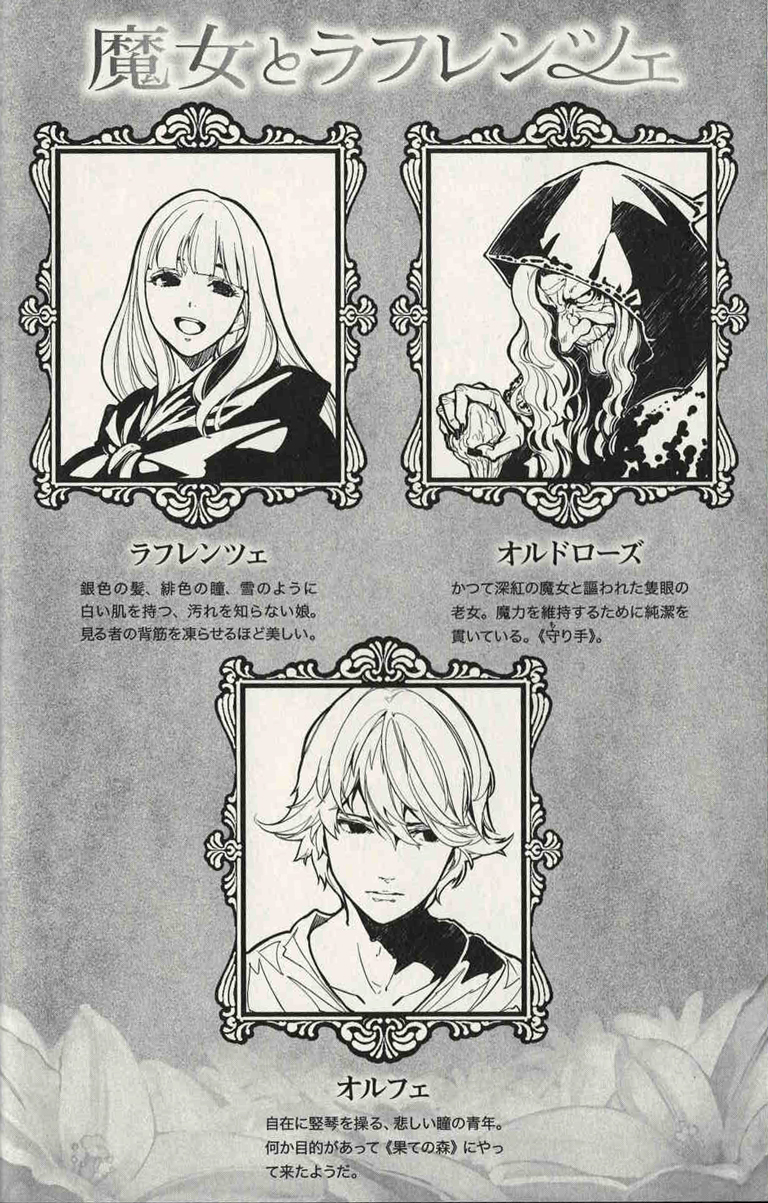 魔女とラフレンツェ
ラフレンツェ
銀色の髪、緋色の瞳、雪のように
白い肌を持つ、汚れを知らない娘。
見る者の背筋を凍らせるほど美しい。
オルドローズ
かつて深紅の魔女と謳われた隻眼の
老女。魔力を維持するために純潔を
貫いている。《守り手》。
オルフェ
自在に竪琴を操る、悲しい瞳の青年。
何か目的があって《果ての森》にやっ
て来たようだ。